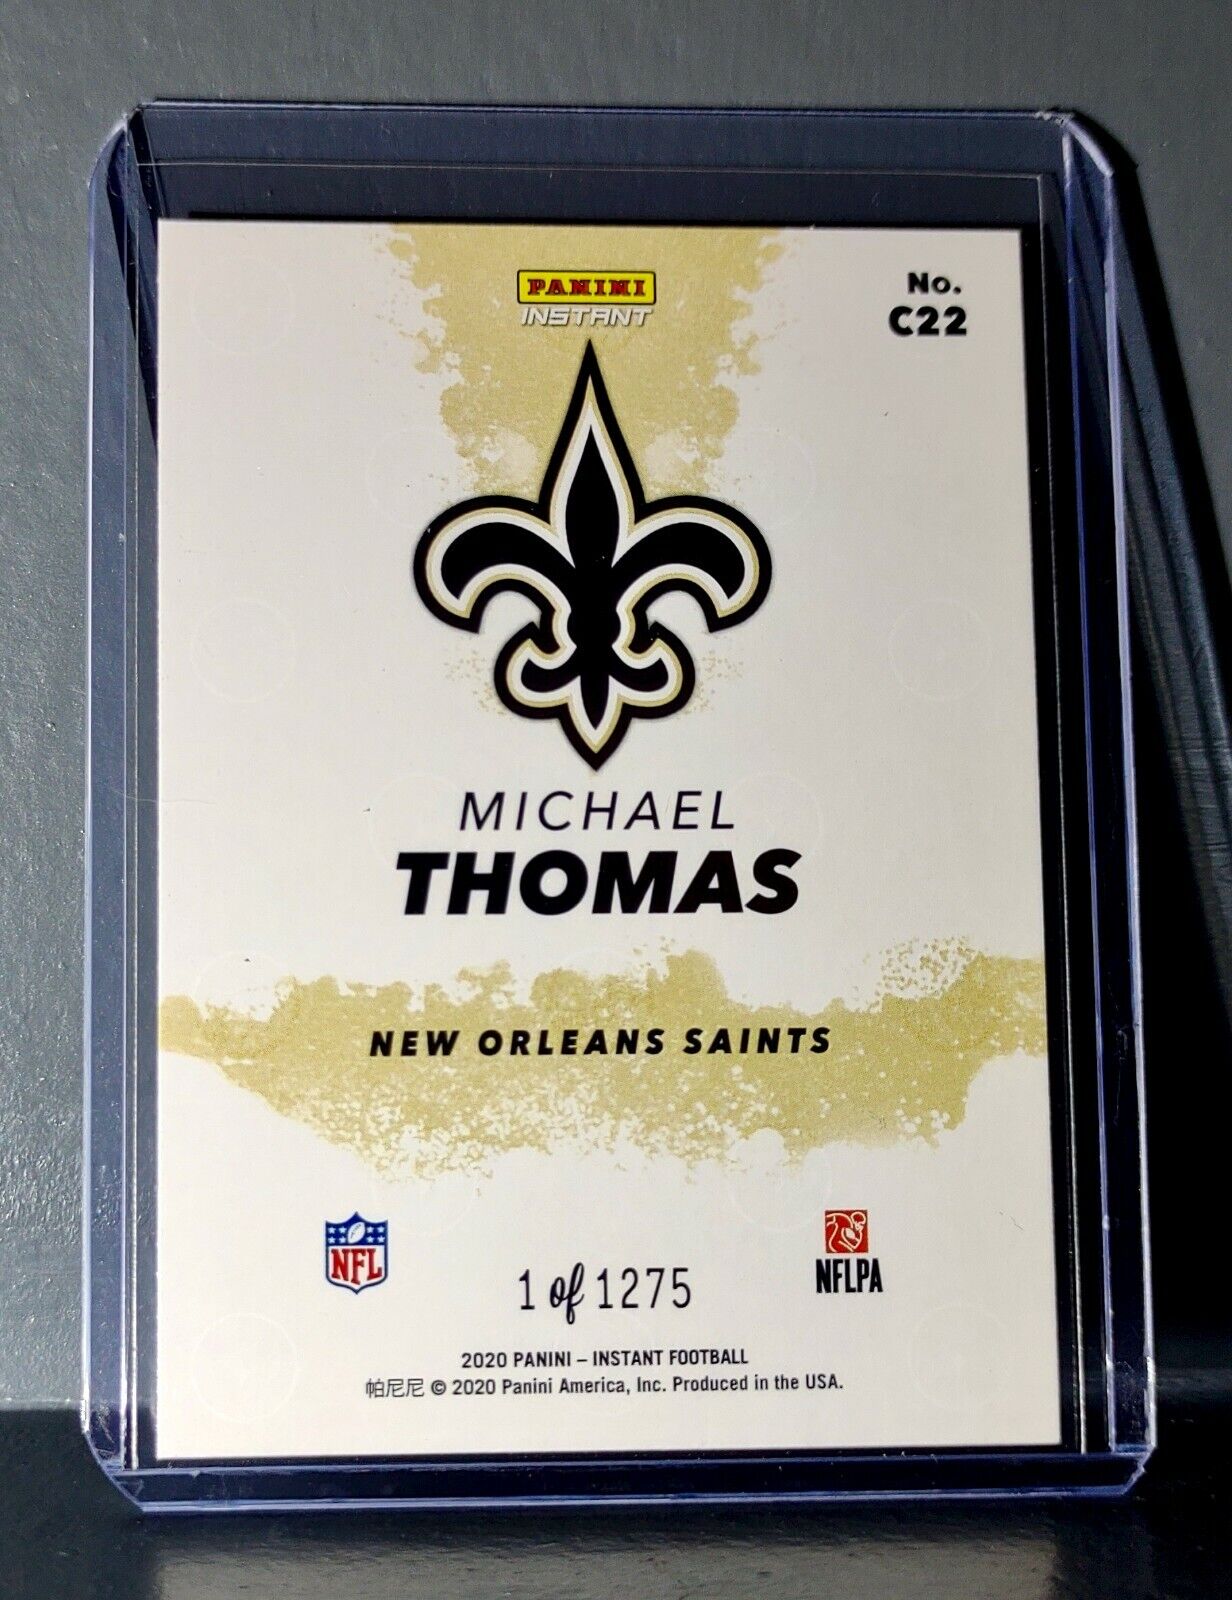 PANINI
INSTANT
No.
C22
MICHAEL
THOMAS
NEW ORLEANS SAINTS
NFL
NFLPA
1 of 1275
2020 PANINI – INSTANT FOOTBALL
帕尼尼 © 2020 Panini America, Inc. Produced in the USA.